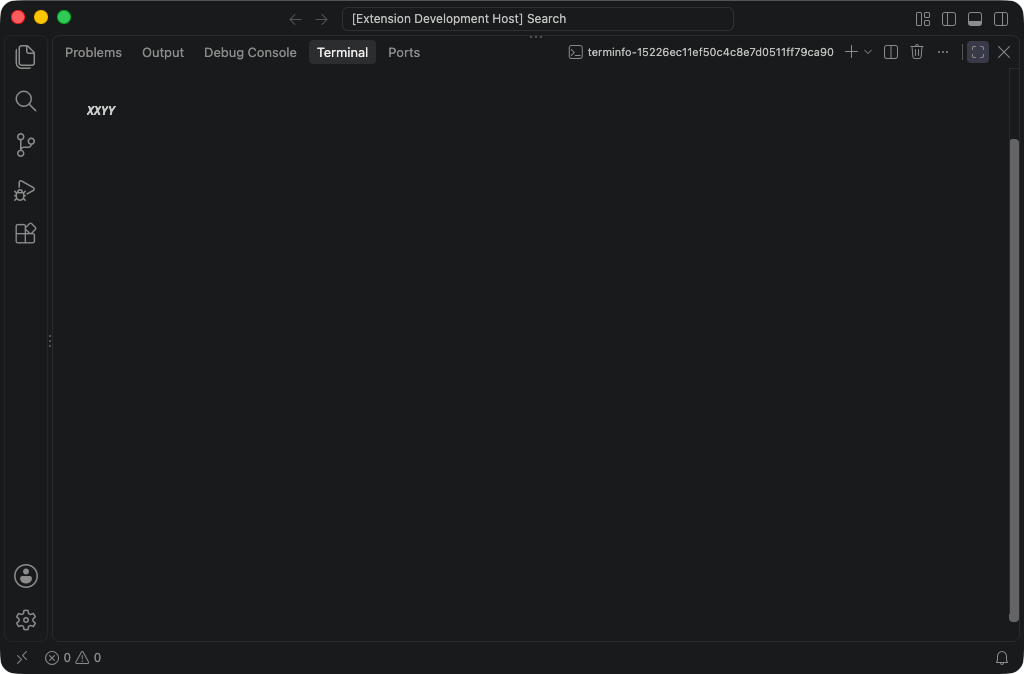 [Extension Development Host] Search
Problems Output Debug Console Terminal Ports terminfo-15226ec11ef50c4c8e7d0511ff79ca90
XXYY
0 0